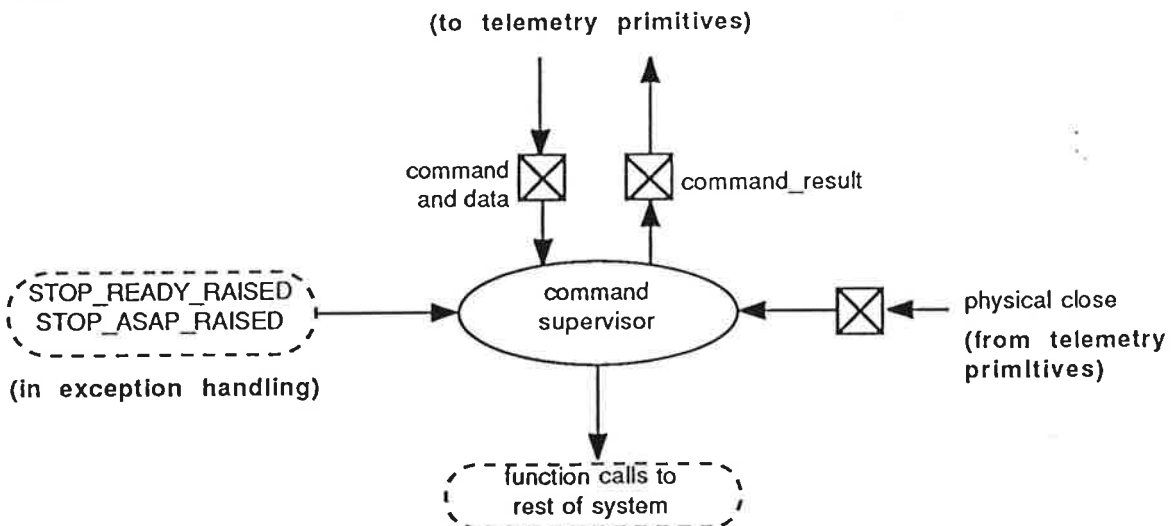 (to telemetry primitives)
command
and data
command_result
STOP_READY_RAISED
STOP_ASAP_RAISED
(in exception handling)
command
supervisor
physical close
(from telemetry
primitives)
function calls to
rest of system